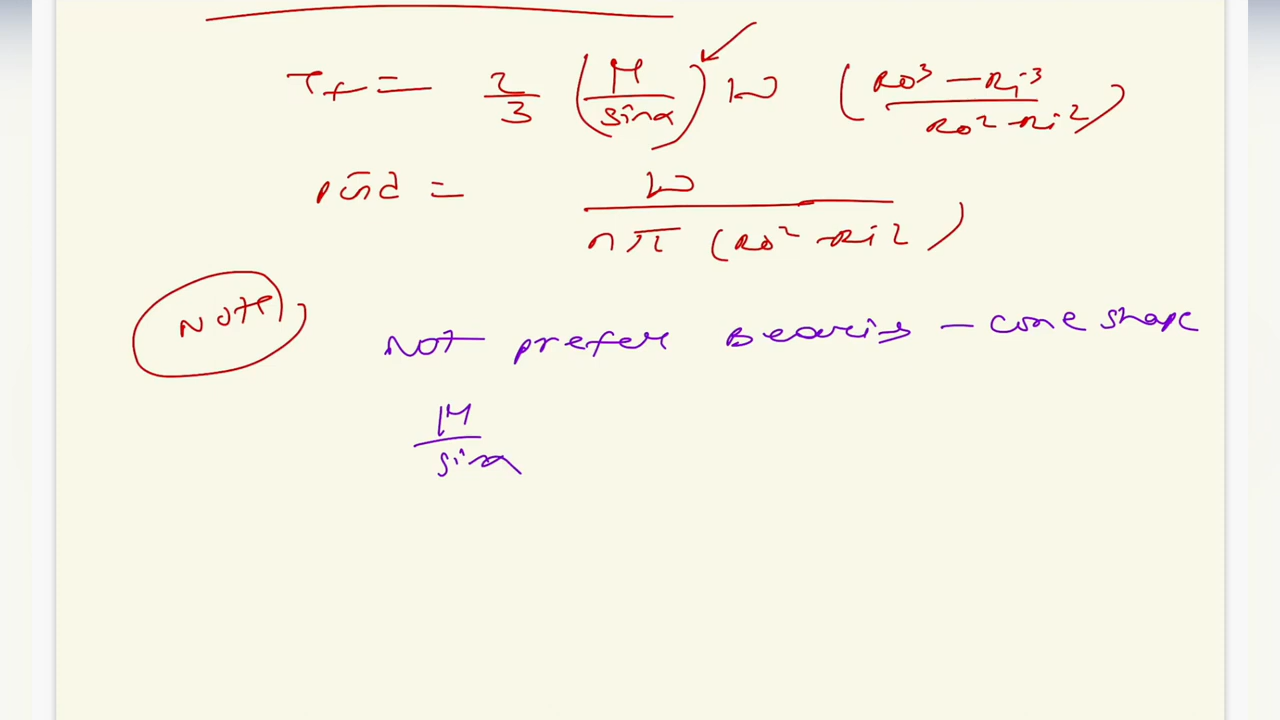 Tf = 2/3 (μ/sinα) W (Ro³ - Ri³ / Ro² - Ri²)
= W / nπ (Ro² - Ri²)
NOTE,
Not prefer Bearing - cone shape
μ/sinα